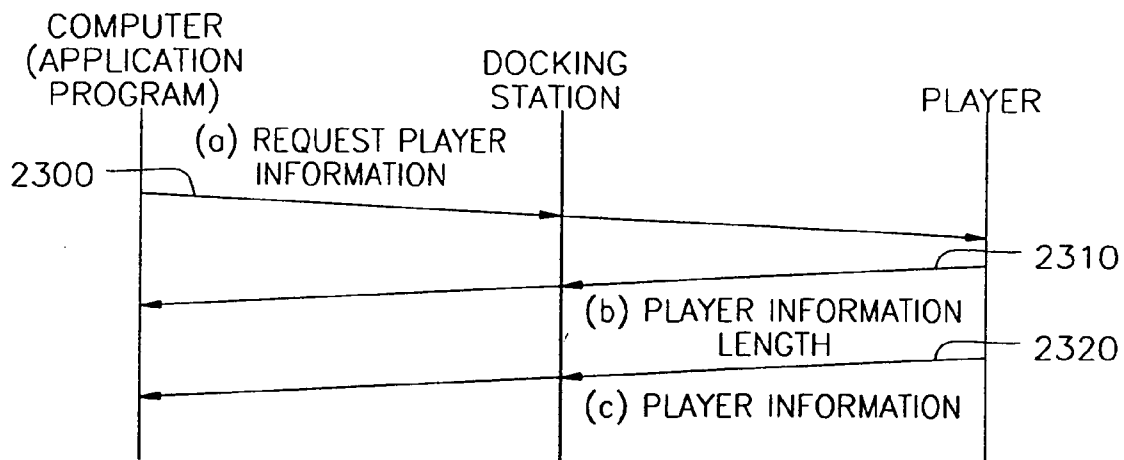 COMPUTER
(APPLICATION
PROGRAM)
DOCKING
STATION
PLAYER
(a) REQUEST PLAYER
INFORMATION
2300
2310
(b) PLAYER INFORMATION
LENGTH
2320
(c) PLAYER INFORMATION